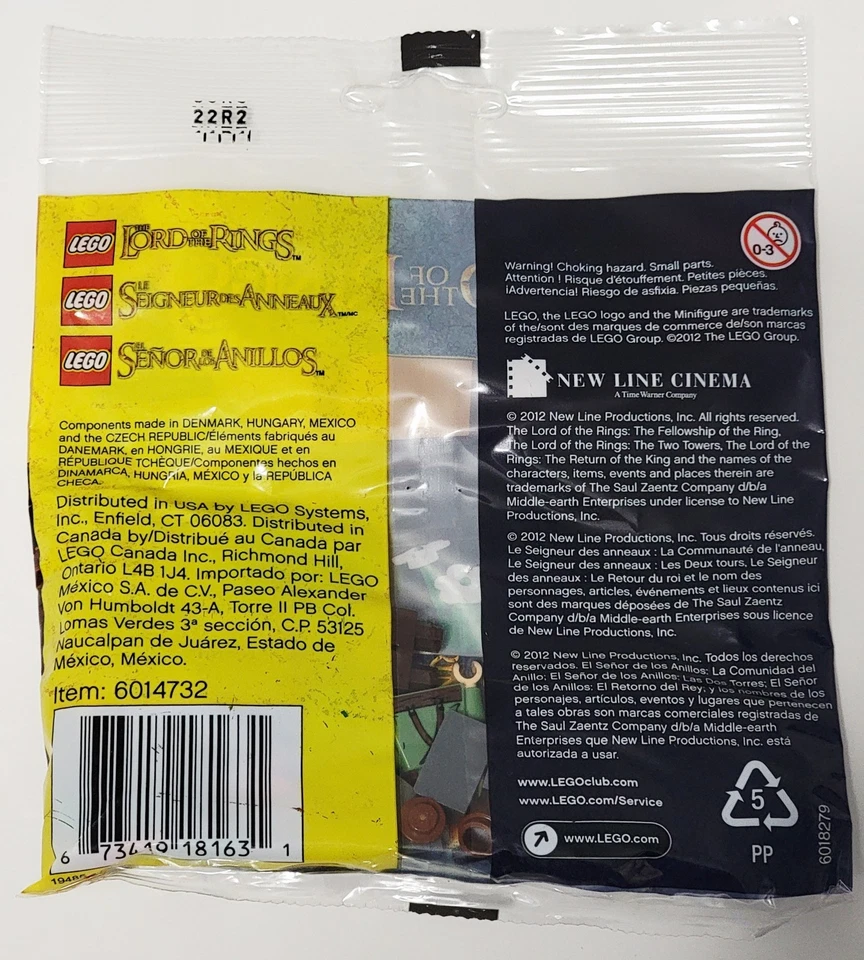 22R2
LEGO THE LORD OF THE RINGS™
LEGO LE SEIGNEUR DES ANNEAUX TM/MC
LEGO EL SEÑOR DE LOS ANILLOS™
Components made in DENMARK, HUNGARY, MEXICO
and the CZECH REPUBLIC/Éléments fabriqués au
DANEMARK, en HONGRIE, au MEXIQUE et en
RÉPUBLIQUE TCHÈQUE/Componentes hechos en
DINAMARCA, HUNGRÍA, MÉXICO y la REPÚBLICA
CHECA.
Distributed in USA by LEGO Systems,
Inc., Enfield, CT 06083. Distributed in
Canada by/Distribué au Canada par
LEGO Canada Inc., Richmond Hill,
Ontario L4B 1J4. Importado por: LEGO
México S.A. de C.V., Paseo Alexander
Von Humboldt 43-A, Torre II PB Col.
Lomas Verdes 3ª sección, C.P. 53125
Naucalpan de Juárez, Estado de
México, México.
Item: 6014732
6 73419 18163 1
OF
THE
0-3
Warning! Choking hazard. Small parts.
Attention ! Risque d'étouffement. Petites pièces.
¡Advertencia! Riesgo de asfixia. Piezas pequeñas.
LEGO, the LEGO logo and the Minifigure are trademarks
of the/sont des marques de commerce de/son marcas
registradas de LEGO Group. ©2012 The LEGO Group.
NEW LINE CINEMA
A Time Warner Company
© 2012 New Line Productions, Inc. All rights reserved.
The Lord of the Rings: The Fellowship of the Ring,
The Lord of the Rings: The Two Towers, The Lord of the
Rings: The Return of the King and the names of the
characters, items, events and places therein are
trademarks of The Saul Zaentz Company d/b/a
Middle-earth Enterprises under license to New Line
Productions, Inc.
© 2012 New Line Productions, Inc. Tous droits réservés.
Le Seigneur des anneaux : La Communauté de l'anneau,
Le Seigneur des anneaux : Les Deux tours, Le Seigneur
des anneaux : Le Retour du roi et le nom des
personnages, articles, événements et lieux contenus ici
sont des marques déposées de The Saul Zaentz
Company d/b/a Middle-earth Enterprises sous licence
de New Line Productions, Inc.
© 2012 New Line Productions, Inc. Todos los derechos
reservados. El Señor de los Anillos: La Comunidad del
Anillo; El Señor de los Anillos: Las Dos Torres; El Señor
de los Anillos: El Retorno del Rey; y los nombres de los
personajes, artículos, eventos y lugares que pertenecen
a tales obras son marcas comerciales registradas de
The Saul Zaentz Company d/b/a Middle-earth
Enterprises que New Line Productions, Inc. está
autorizada a usar.
www.LEGOclub.com
www.LEGO.com/Service
www.LEGO.com
5
PP
6018279